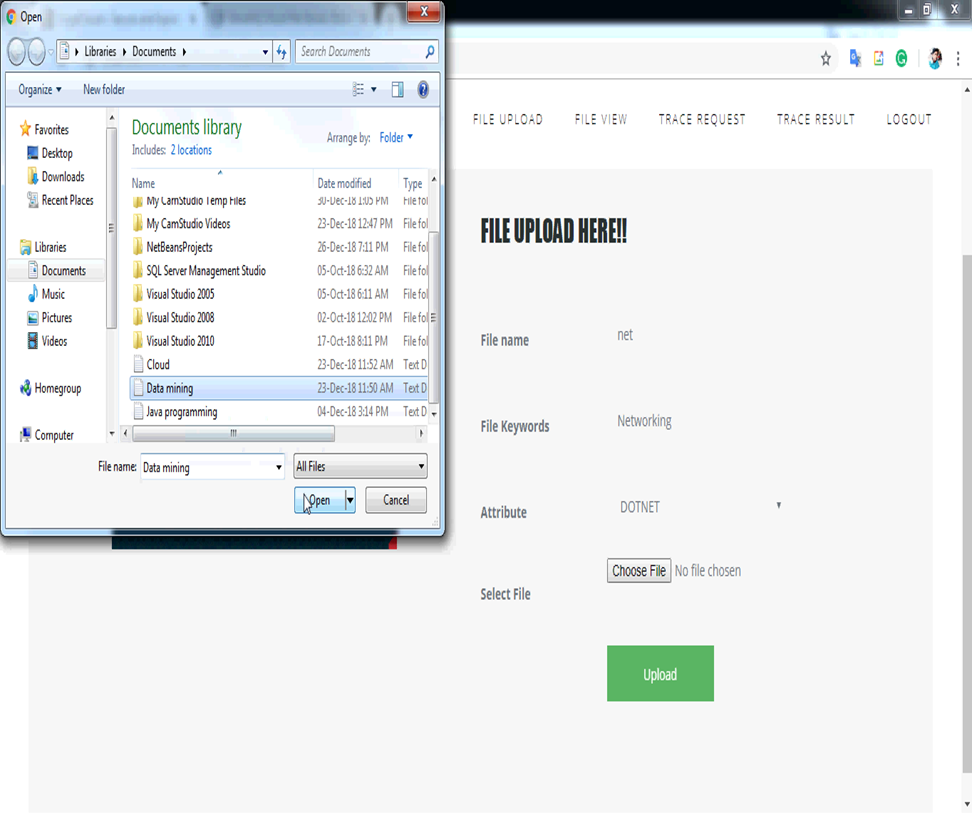 Open
Libraries Documents
Search Documents
Organize New folder
Favorites
Desktop
Downloads
Recent Places
Libraries
Documents
Music
Pictures
Videos
Homegroup
Computer
Documents library
Includes: 2 locations
Arrange by: Folder
Name Date modified Type
My CamStudio Temp Files 30-Dec-18 1:05 PM File fol
My CamStudio Videos 23-Dec-18 12:47 PM File fol
NetBeansProjects 26-Dec-18 7:11 PM File fol
SQL Server Management Studio 05-Oct-18 6:32 AM File fol
Visual Studio 2005 05-Oct-18 6:11 AM File fol
Visual Studio 2008 02-Oct-18 12:02 PM File fol
Visual Studio 2010 17-Oct-18 8:11 PM File fol
Cloud 23-Dec-18 11:52 AM Text D
Data mining 23-Dec-18 11:50 AM Text D
Java programming 04-Dec-18 3:14 PM Text D
File name: Data mining All Files
Open Cancel
FILE UPLOAD FILE VIEW TRACE REQUEST TRACE RESULT LOGOUT
FILE UPLOAD HERE!!
File name net
File Keywords Networking
Attribute DOTNET
Select File Choose File No file chosen
Upload